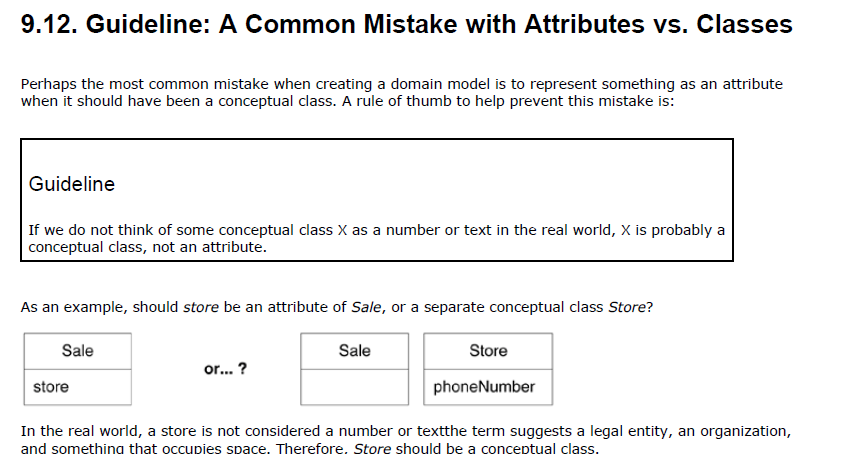 9.12. Guideline: A Common Mistake with Attributes vs. Classes
Perhaps the most common mistake when creating a domain model is to represent something as an attribute
when it should have been a conceptual class. A rule of thumb to help prevent this mistake is:
Guideline
If we do not think of some conceptual class X as a number or text in the real world, X is probably a
conceptual class, not an attribute.
As an example, should store be an attribute of Sale, or a separate conceptual class Store?
Sale
store
or... ?
Sale
Store
phoneNumber
In the real world, a store is not considered a number or textthe term suggests a legal entity, an organization,
and something that occupies space. Therefore, Store should be a conceptual class.